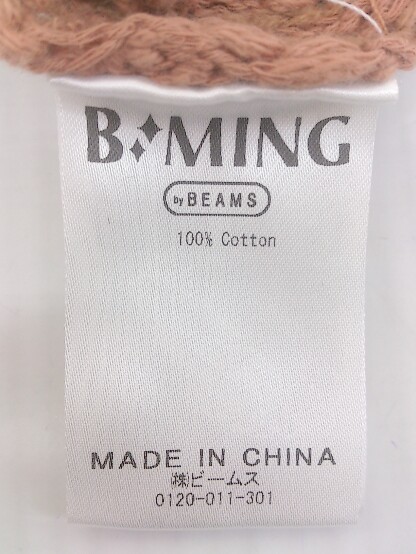 B✦MING
by BEAMS
100% Cotton
MADE IN CHINA
㈱ビームス
0120-011-301